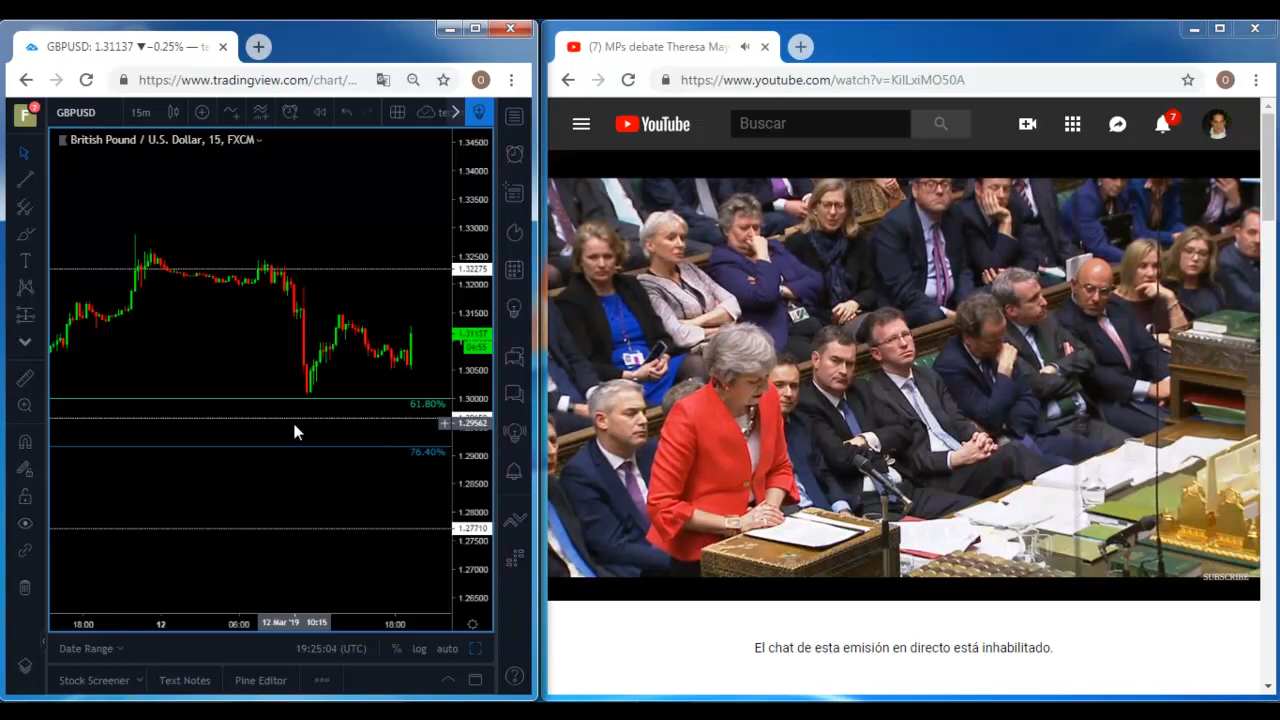 GBPUSD: 1.31137 ▼−0.25% — te
https://www.tradingview.com/chart/...
O
F
7
GBPUSD
15m
te
British Pound / U.S. Dollar, 15, FXCM
1.34500
1.34000
1.33500
1.33000
1.32500
1.32275
1.32000
1.31500
1.31137
04:55
1.30500
1.30000
61.80%
1.29562
76.40%
1.29000
1.28500
1.28000
1.27710
1.27500
1.27000
1.26500
18:00
12
06:00
12 Mar '19 10:15
18:00
Date Range
19:25:04 (UTC)
%
log
auto
Stock Screener
Text Notes
Pine Editor
(7) MPs debate Theresa May
https://www.youtube.com/watch?v=KiILxiMO50A
O
YouTube
Buscar
7
SUBSCRIBE
El chat de esta emisión en directo está inhabilitado.